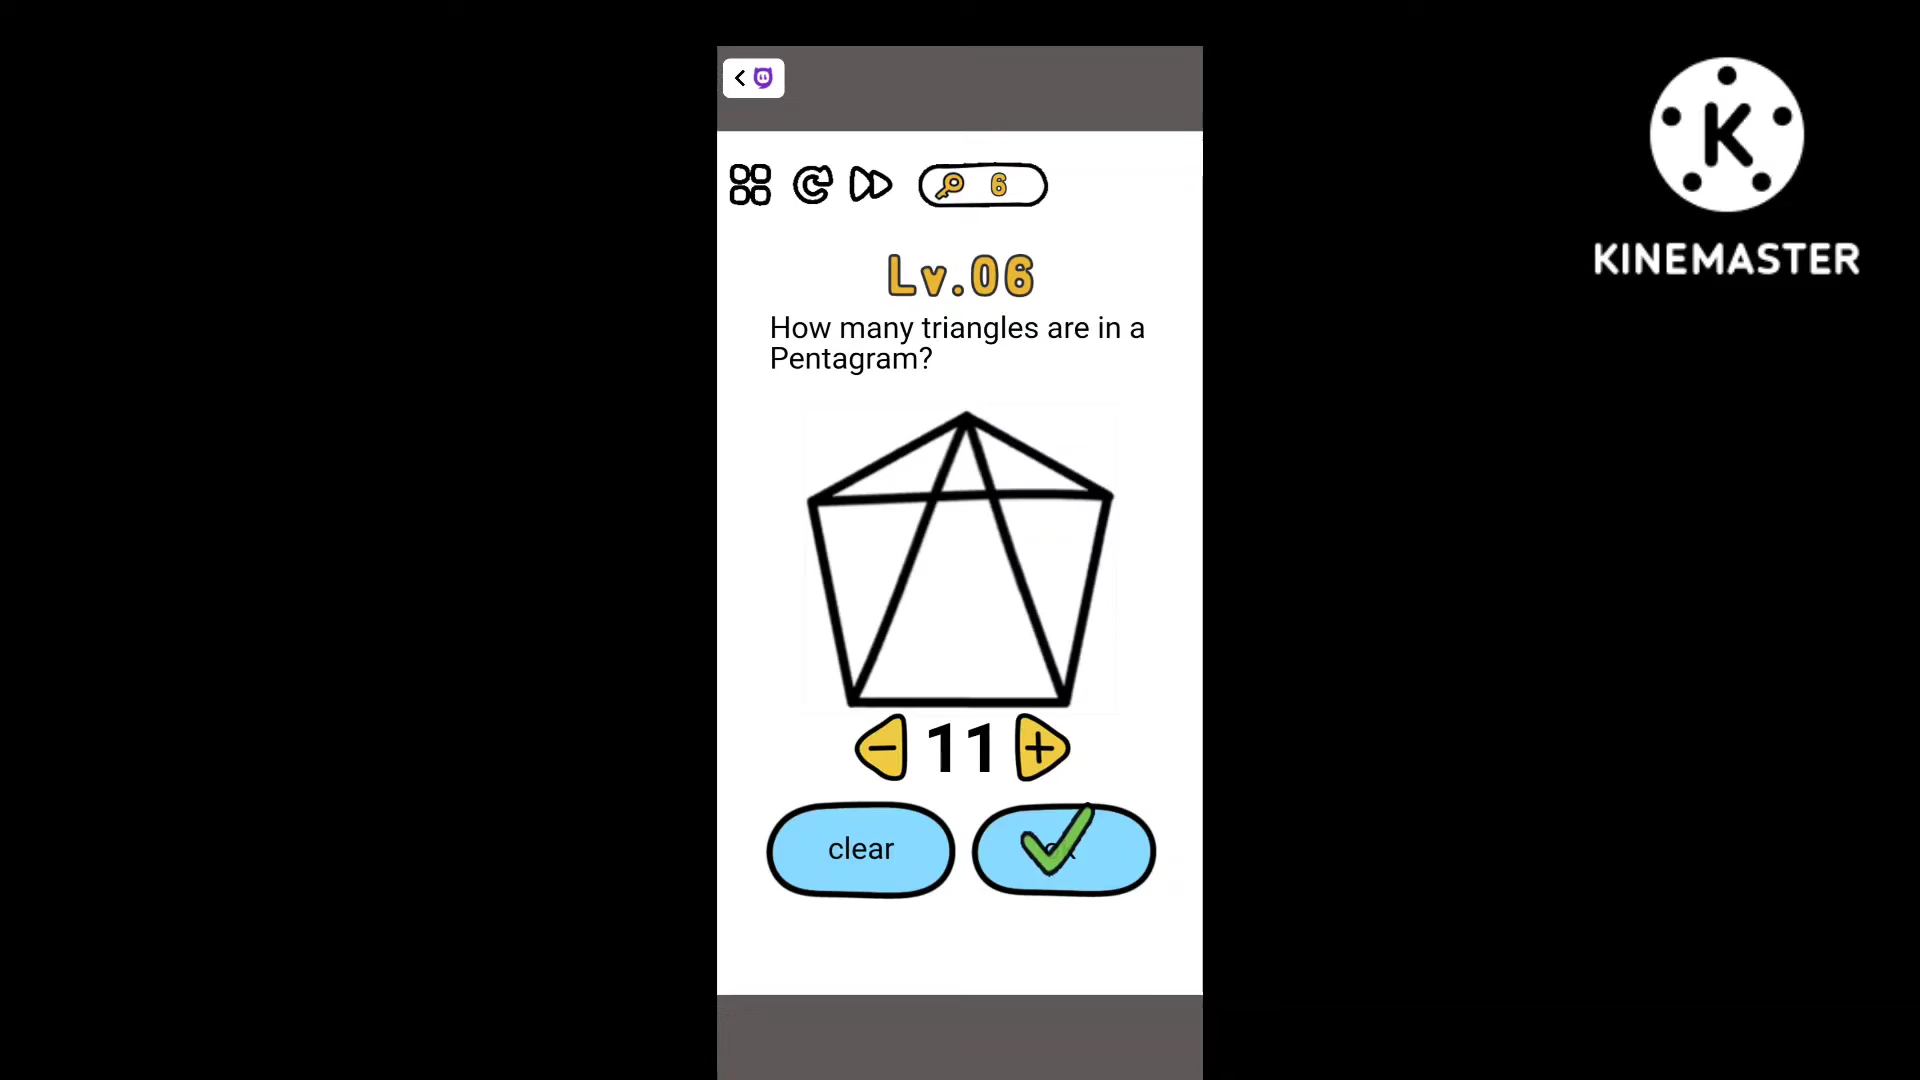 6
Lv.06
How many triangles are in a
Pentagram?
− 11 +
clear
K
KINEMASTER